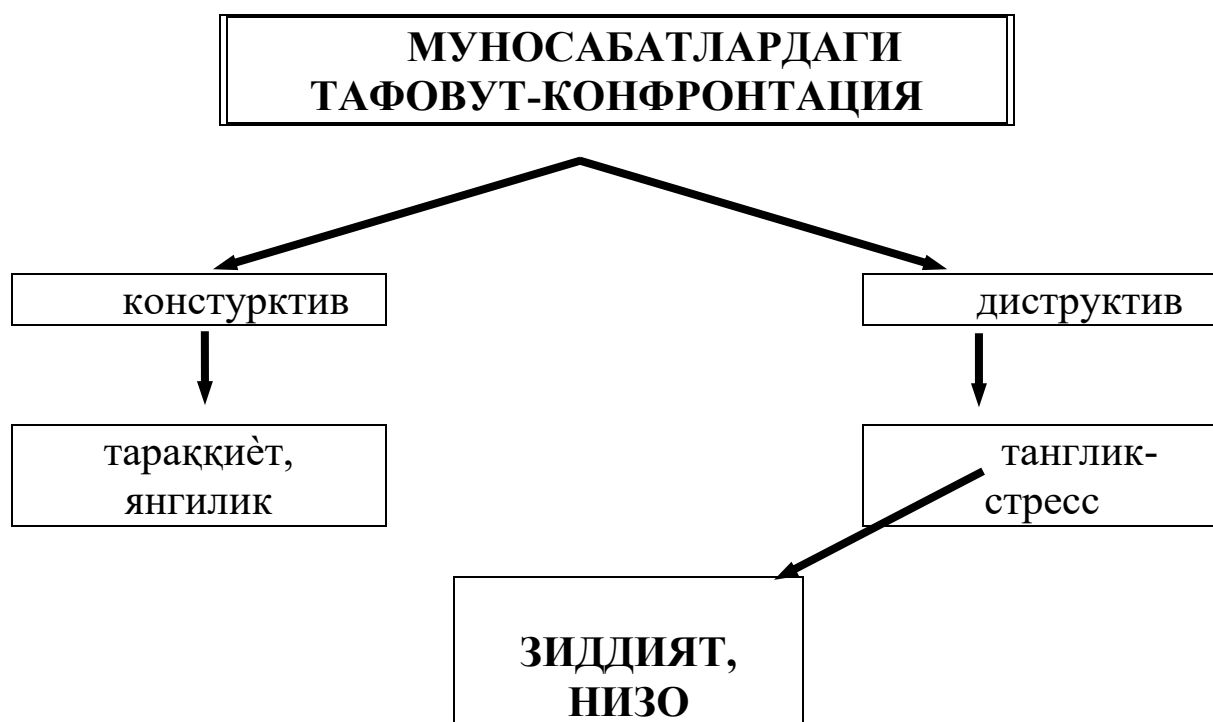 МУНОСАБАТЛАРДАГИ
ТАФОВУТ-КОНФРОНТАЦИЯ
констурктив
диструктив
тараққиѐт,
янгилик
танглик-
стресс
ЗИДДИЯТ,
НИЗО